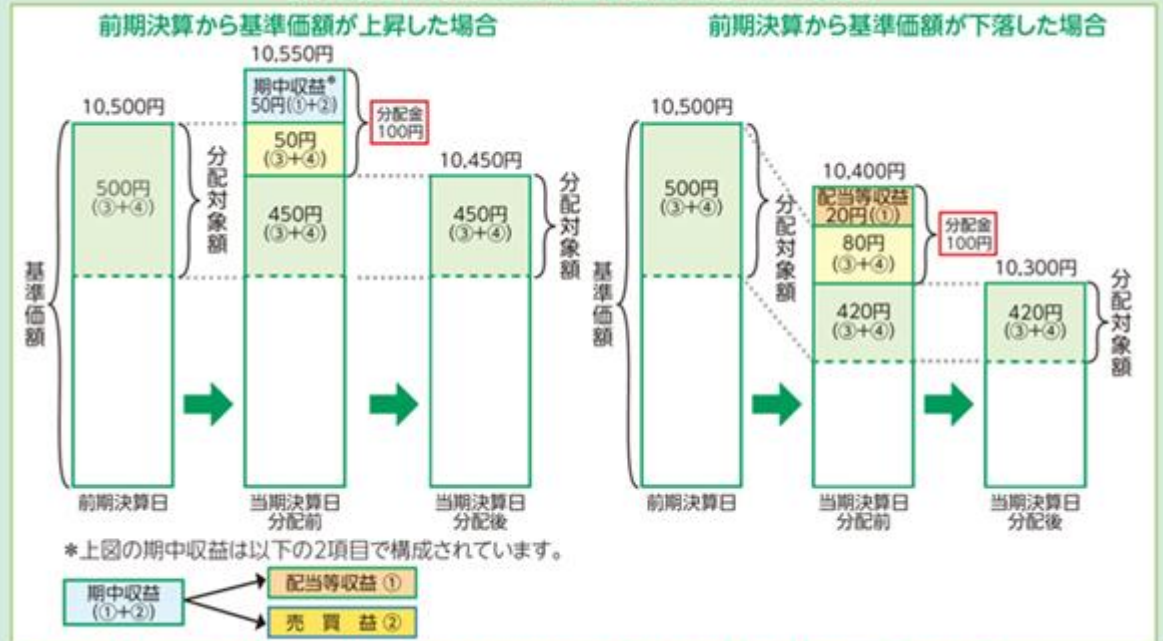 前期決算から基準価額が上昇した場合
10,550円
期中収益*
50円(①+②)
分配金
100円
10,500円
50円
(③+④)
10,450円
500円
(③+④)
分配対象額
450円
(③+④)
450円
(③+④)
分配対象額
基準価額
前期決算日
当期決算日
分配前
当期決算日
分配後
前期決算から基準価額が下落した場合
10,500円
500円
(③+④)
分配対象額
10,400円
配当等収益
20円(①)
80円
(③+④)
分配金
100円
10,300円
420円
(③+④)
420円
(③+④)
分配対象額
基準価額
前期決算日
当期決算日
分配前
当期決算日
分配後
*上図の期中収益は以下の2項目で構成されています。
期中収益
(①+②)
配当等収益 ①
売 買 益 ②